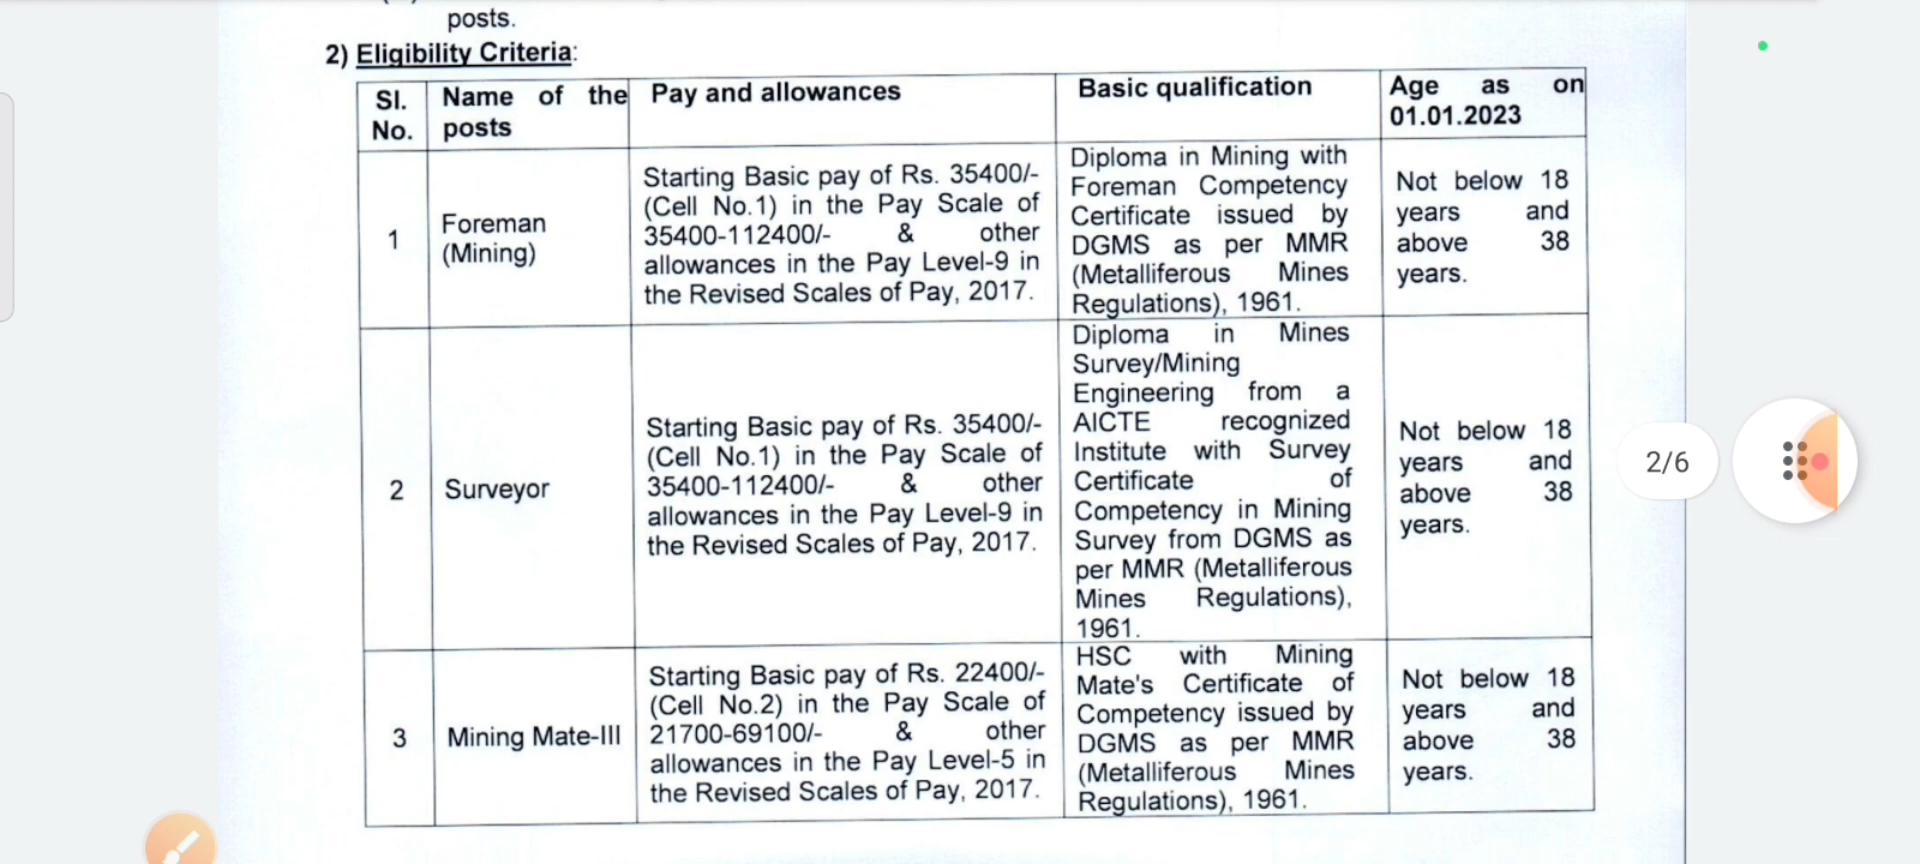 posts.
2) Eligibility Criteria:
Sl. No.
Name of the posts
Pay and allowances
Basic qualification
Age as on 01.01.2023
1
Foreman
(Mining)
Starting Basic pay of Rs. 35400/-
(Cell No.1) in the Pay Scale of
35400-112400/- & other
allowances in the Pay Level-9 in
the Revised Scales of Pay, 2017.
Diploma in Mining with
Foreman Competency
Certificate issued by
DGMS as per MMR
(Metalliferous Mines
Regulations), 1961.
Not below 18
years and
above 38
years.
2
Surveyor
Starting Basic pay of Rs. 35400/-
(Cell No.1) in the Pay Scale of
35400-112400/- & other
allowances in the Pay Level-9 in
the Revised Scales of Pay, 2017.
Diploma in Mines
Survey/Mining
Engineering from a
AICTE recognized
Institute with Survey
Certificate of
Competency in Mining
Survey from DGMS as
per MMR (Metalliferous
Mines Regulations),
1961.
Not below 18
years and
above 38
years.
3
Mining Mate-III
Starting Basic pay of Rs. 22400/-
(Cell No.2) in the Pay Scale of
21700-69100/- & other
allowances in the Pay Level-5 in
the Revised Scales of Pay, 2017.
HSC with Mining
Mate's Certificate of
Competency issued by
DGMS as per MMR
(Metalliferous Mines
Regulations), 1961.
Not below 18
years and
above 38
years.
2/6